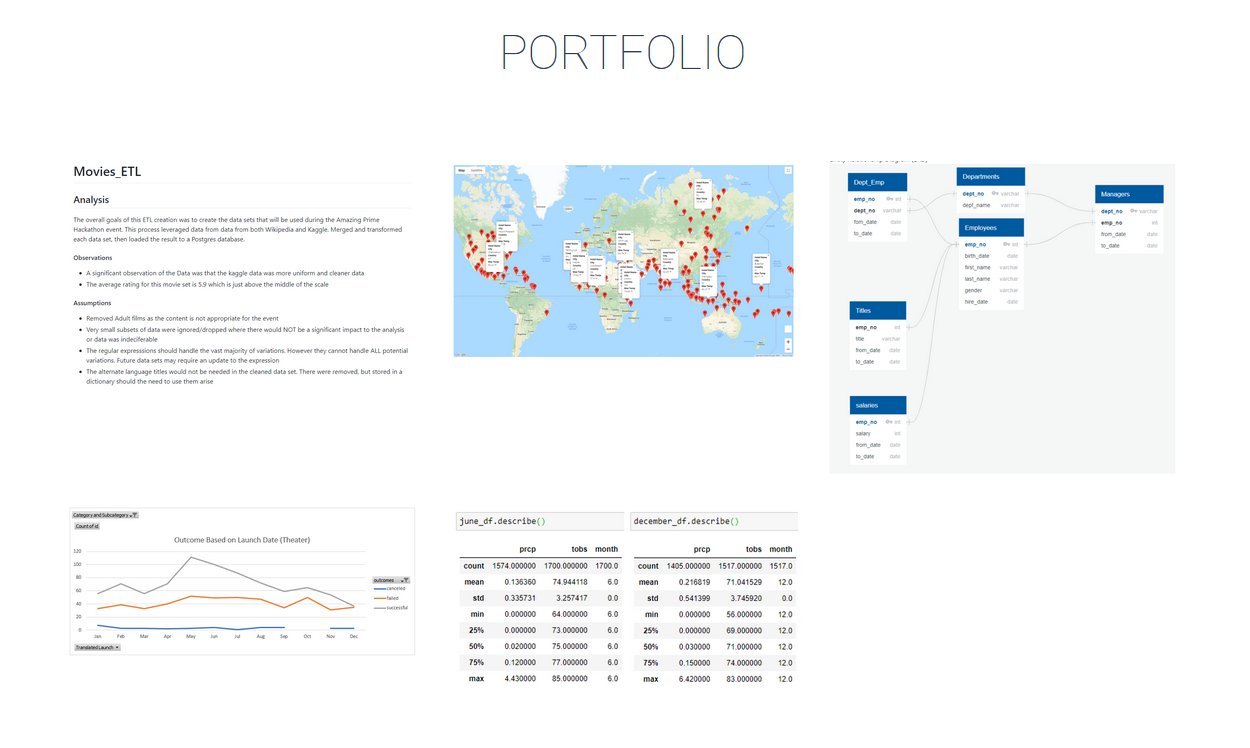 PORTFOLIO
Movies_ETL
Analysis
The overall goals of this ETL creation was to create the data sets that will be used during the Amazing Prime
Hackathon event. This process leveraged data from data from both Wikipedia and Kaggle. Merged and transformed
each data set, then loaded the result to a Postgres database.
Observations
A significant observation of the Data was that the kaggle data was more uniform and cleaner data
The average rating for this movie set is 5.9 which is just above the middle of the scale
Assumptions
Removed Adult films as the content is not appropriate for the event
Very small subsets of data were ignored/dropped where there would NOT be a significant impact to the analysis
or data was indeciferable
The regular expresssions should handle the vast majority of variations. However they cannot handle ALL potential
variations. Future data sets may require an update to the expression
The alternate language titles would not be needed in the cleaned data set. There were removed, but stored in a
dictionary should the need to use them arise
Map
Dept_Emp
emp_no int
dept_no varchar
fom_date date
to_date date
Departments
dept_no varchar
dept_name varchar
Managers
dept_no varchar
emp_no int
from_date date
to_date date
Employees
emp_no int
birth_date date
first_name varchar
last_name varchar
gender varchar
hire_date date
Titles
emp_no int
title varchar
from_date date
to_date date
salaries
emp_no int
salary int
from_date date
to_date date
Category and Subcategory
Count of id
Outcome Based on Launch Date (Theater)
120
100
80
60
40
20
0
Jan Feb Mar Apr May Jun Jul Aug Sep Oct Nov Dec
outcomes
canceled
failed
successful
Translated Launch
june_df.describe()
prcp tobs month
count 1574.000000 1700.000000 1700.0
mean 0.136360 74.944118 6.0
std 0.335731 3.257417 0.0
min 0.000000 64.000000 6.0
25% 0.000000 73.000000 6.0
50% 0.020000 75.000000 6.0
75% 0.120000 77.000000 6.0
max 4.430000 85.000000 6.0
december_df.describe()
prcp tobs month
count 1405.000000 1517.000000 1517.0
mean 0.216819 71.041529 12.0
std 0.541399 3.745920 0.0
min 0.000000 56.000000 12.0
25% 0.000000 69.000000 12.0
50% 0.030000 71.000000 12.0
75% 0.150000 74.000000 12.0
max 6.420000 83.000000 12.0